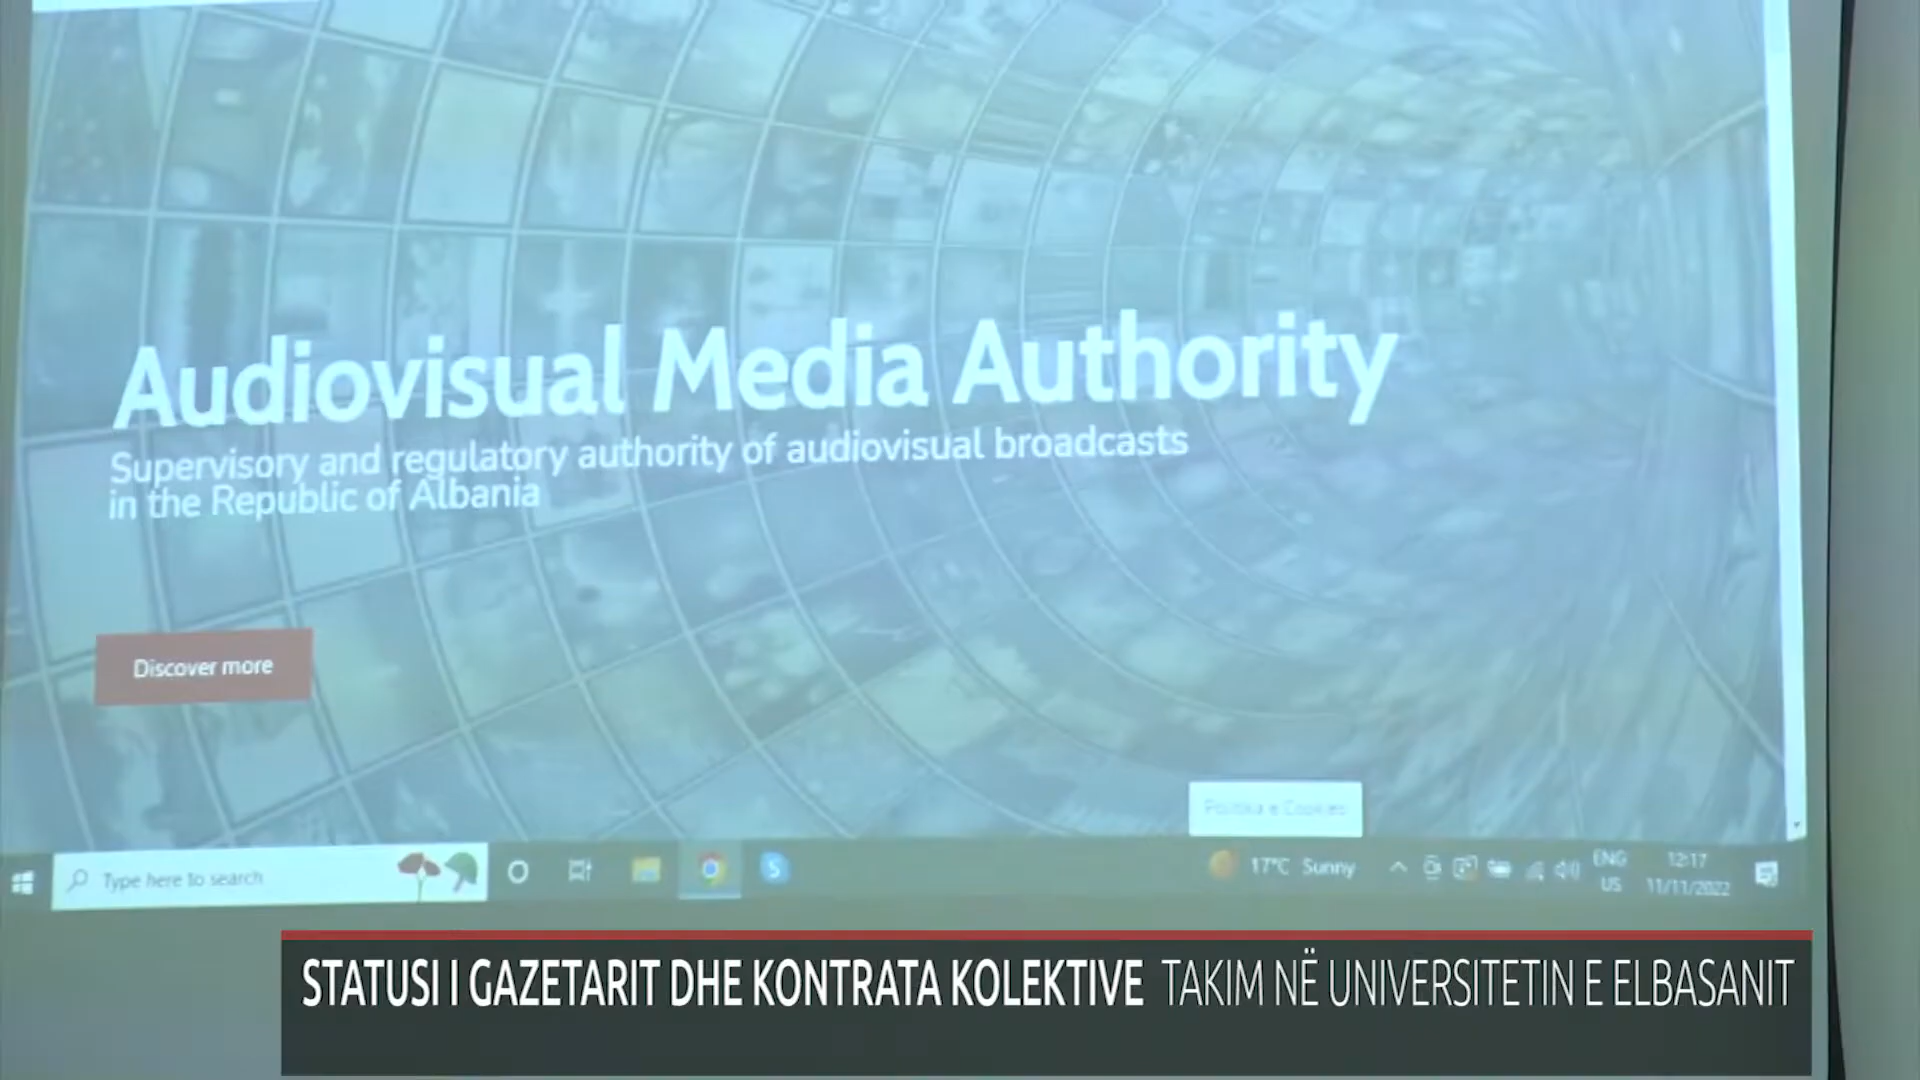 Audiovisual Media Authority
Supervisory and regulatory authority of audiovisual broadcasts
in the Republic of Albania
Discover more
Politika e Cookies
Type here to search
17°C Sunny
ENG
US
12:17
11/11/2022
STATUSI I GAZETARIT DHE KONTRATA KOLEKTIVE TAKIM NË UNIVERSITETIN E ELBASANIT